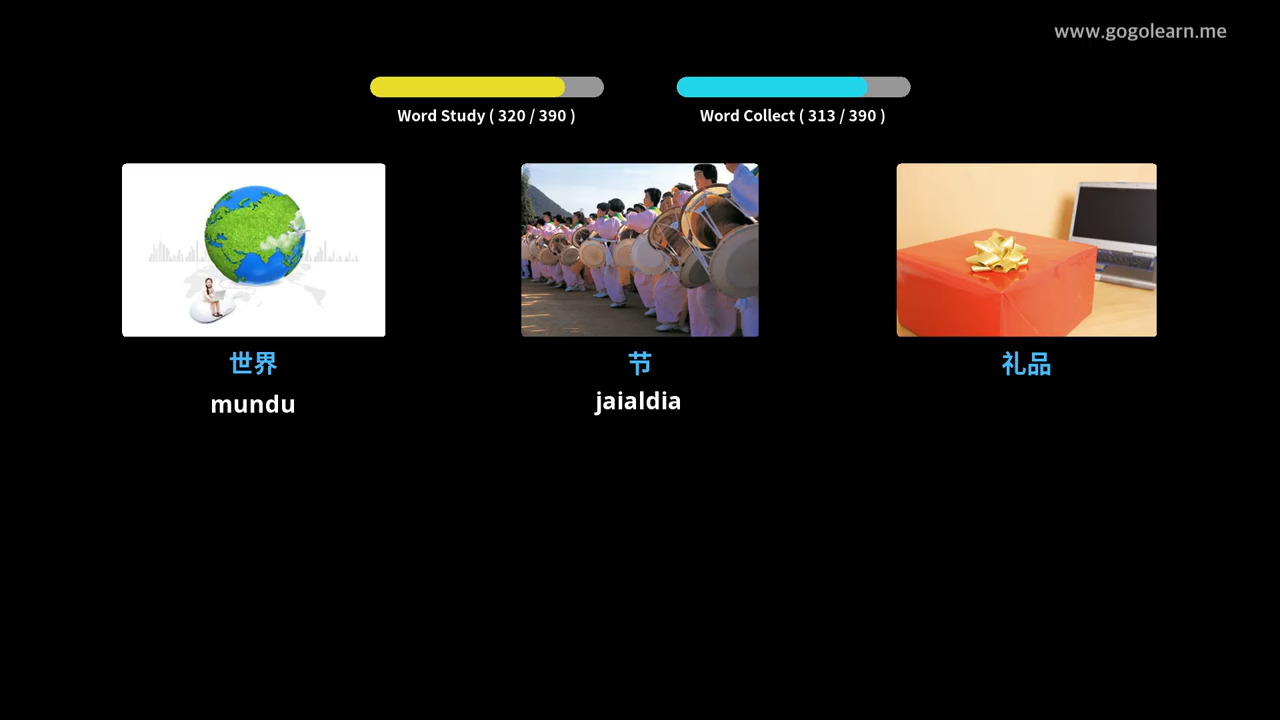 www.gogolearn.me
Word Study ( 320 / 390 )
Word Collect ( 313 / 390 )
世界
节
礼品
mundu
jaialdia